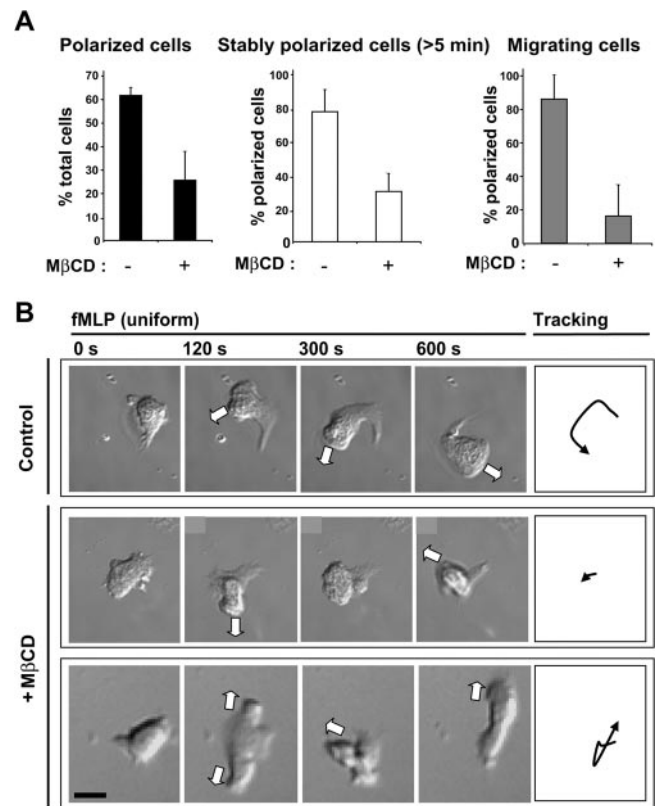 A
Polarized cells
Stably polarized cells (>5 min)
Migrating cells
% total cells
70
60
50
40
30
20
10
0
MβCD : - +
% polarized cells
100
80
60
40
20
0
MβCD : - +
% polarized cells
100
80
60
40
20
0
MβCD : - +
B
fMLP (uniform)
Tracking
0 s 120 s 300 s 600 s
Control
+ MβCD